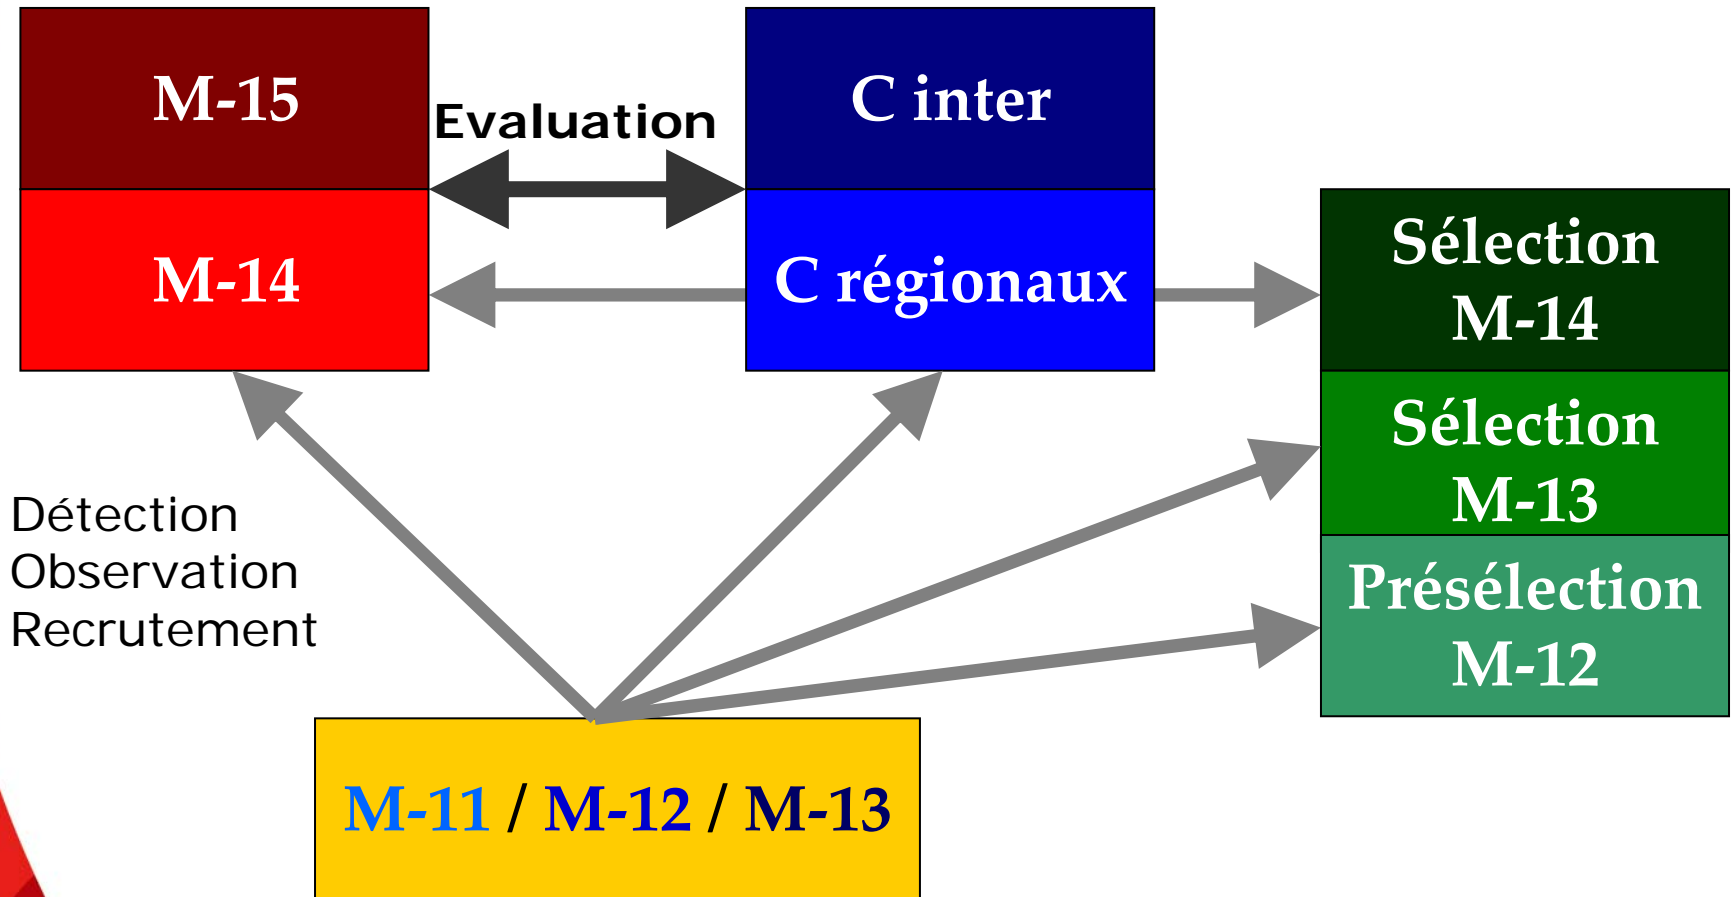 M-15
Evaluation
C inter
M-14
C régionaux
Sélection
M-14
Sélection
M-13
Présélection
M-12
Détection
Observation
Recrutement
M-11 / M-12 / M-13